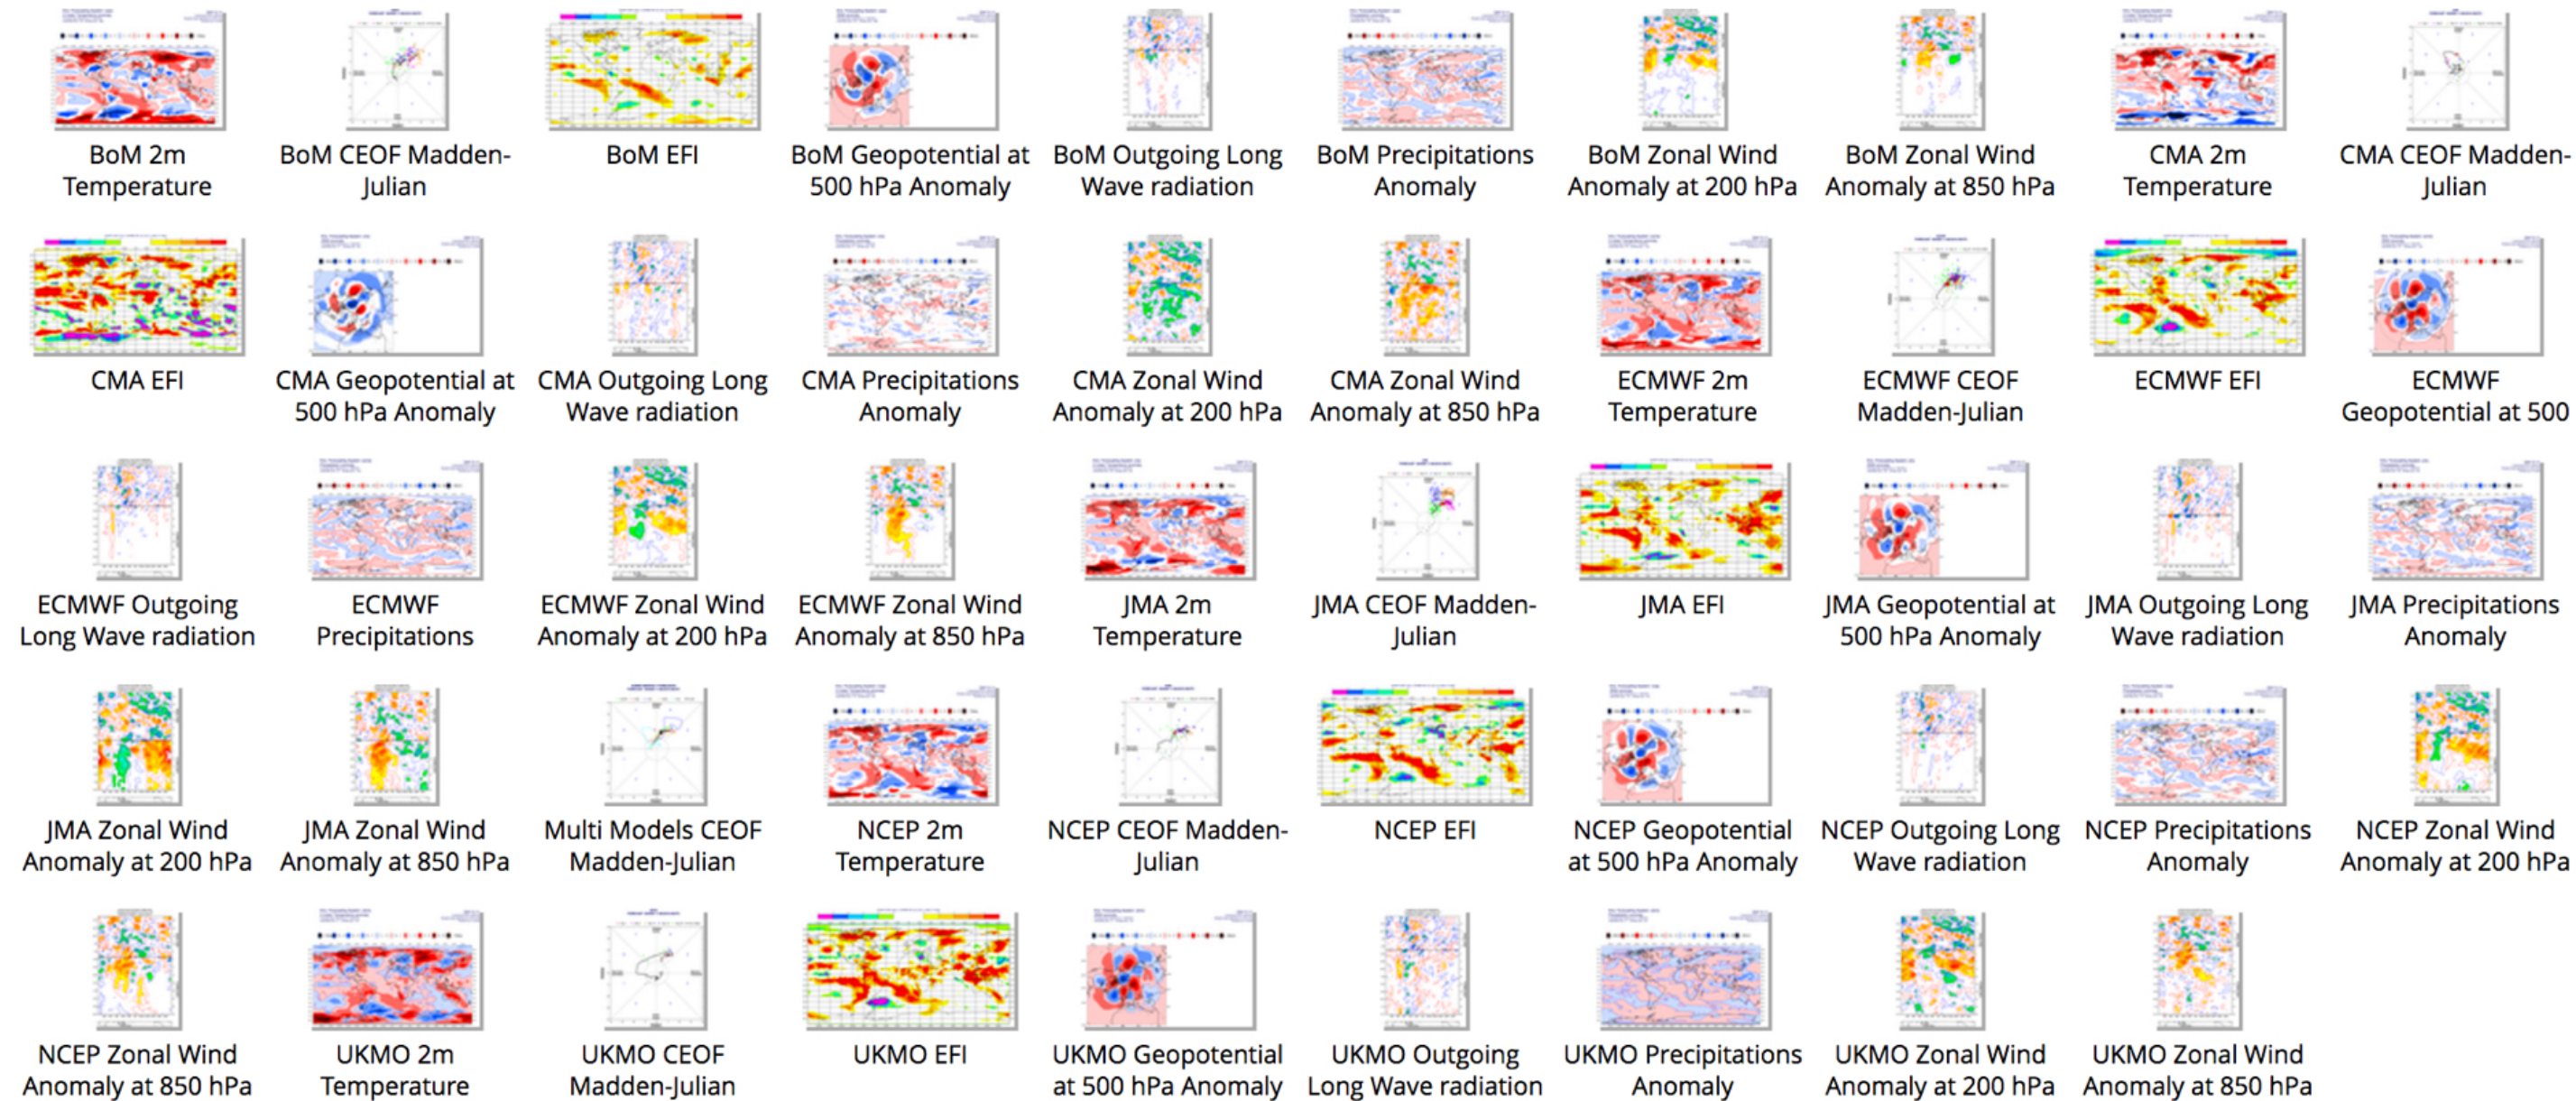 BoM 2m
Temperature
BoM CEOF Madden-
Julian
BoM EFI
BoM Geopotential at
500 hPa Anomaly
BoM Outgoing Long
Wave radiation
BoM Precipitations
Anomaly
BoM Zonal Wind
Anomaly at 200 hPa
BoM Zonal Wind
Anomaly at 850 hPa
CMA 2m
Temperature
CMA CEOF Madden-
Julian
CMA EFI
CMA Geopotential at
500 hPa Anomaly
CMA Outgoing Long
Wave radiation
CMA Precipitations
Anomaly
CMA Zonal Wind
Anomaly at 200 hPa
CMA Zonal Wind
Anomaly at 850 hPa
ECMWF 2m
Temperature
ECMWF CEOF
Madden-Julian
ECMWF EFI
ECMWF
Geopotential at 500
ECMWF Outgoing
Long Wave radiation
ECMWF
Precipitations
ECMWF Zonal Wind
Anomaly at 200 hPa
ECMWF Zonal Wind
Anomaly at 850 hPa
JMA 2m
Temperature
JMA CEOF Madden-
Julian
JMA EFI
JMA Geopotential at
500 hPa Anomaly
JMA Outgoing Long
Wave radiation
JMA Precipitations
Anomaly
JMA Zonal Wind
Anomaly at 200 hPa
JMA Zonal Wind
Anomaly at 850 hPa
Multi Models CEOF
Madden-Julian
NCEP 2m
Temperature
NCEP CEOF Madden-
Julian
NCEP EFI
NCEP Geopotential
at 500 hPa Anomaly
NCEP Outgoing Long
Wave radiation
NCEP Precipitations
Anomaly
NCEP Zonal Wind
Anomaly at 200 hPa
NCEP Zonal Wind
Anomaly at 850 hPa
UKMO 2m
Temperature
UKMO CEOF
Madden-Julian
UKMO EFI
UKMO Geopotential
at 500 hPa Anomaly
UKMO Outgoing
Long Wave radiation
UKMO Precipitations
Anomaly
UKMO Zonal Wind
Anomaly at 200 hPa
UKMO Zonal Wind
Anomaly at 850 hPa